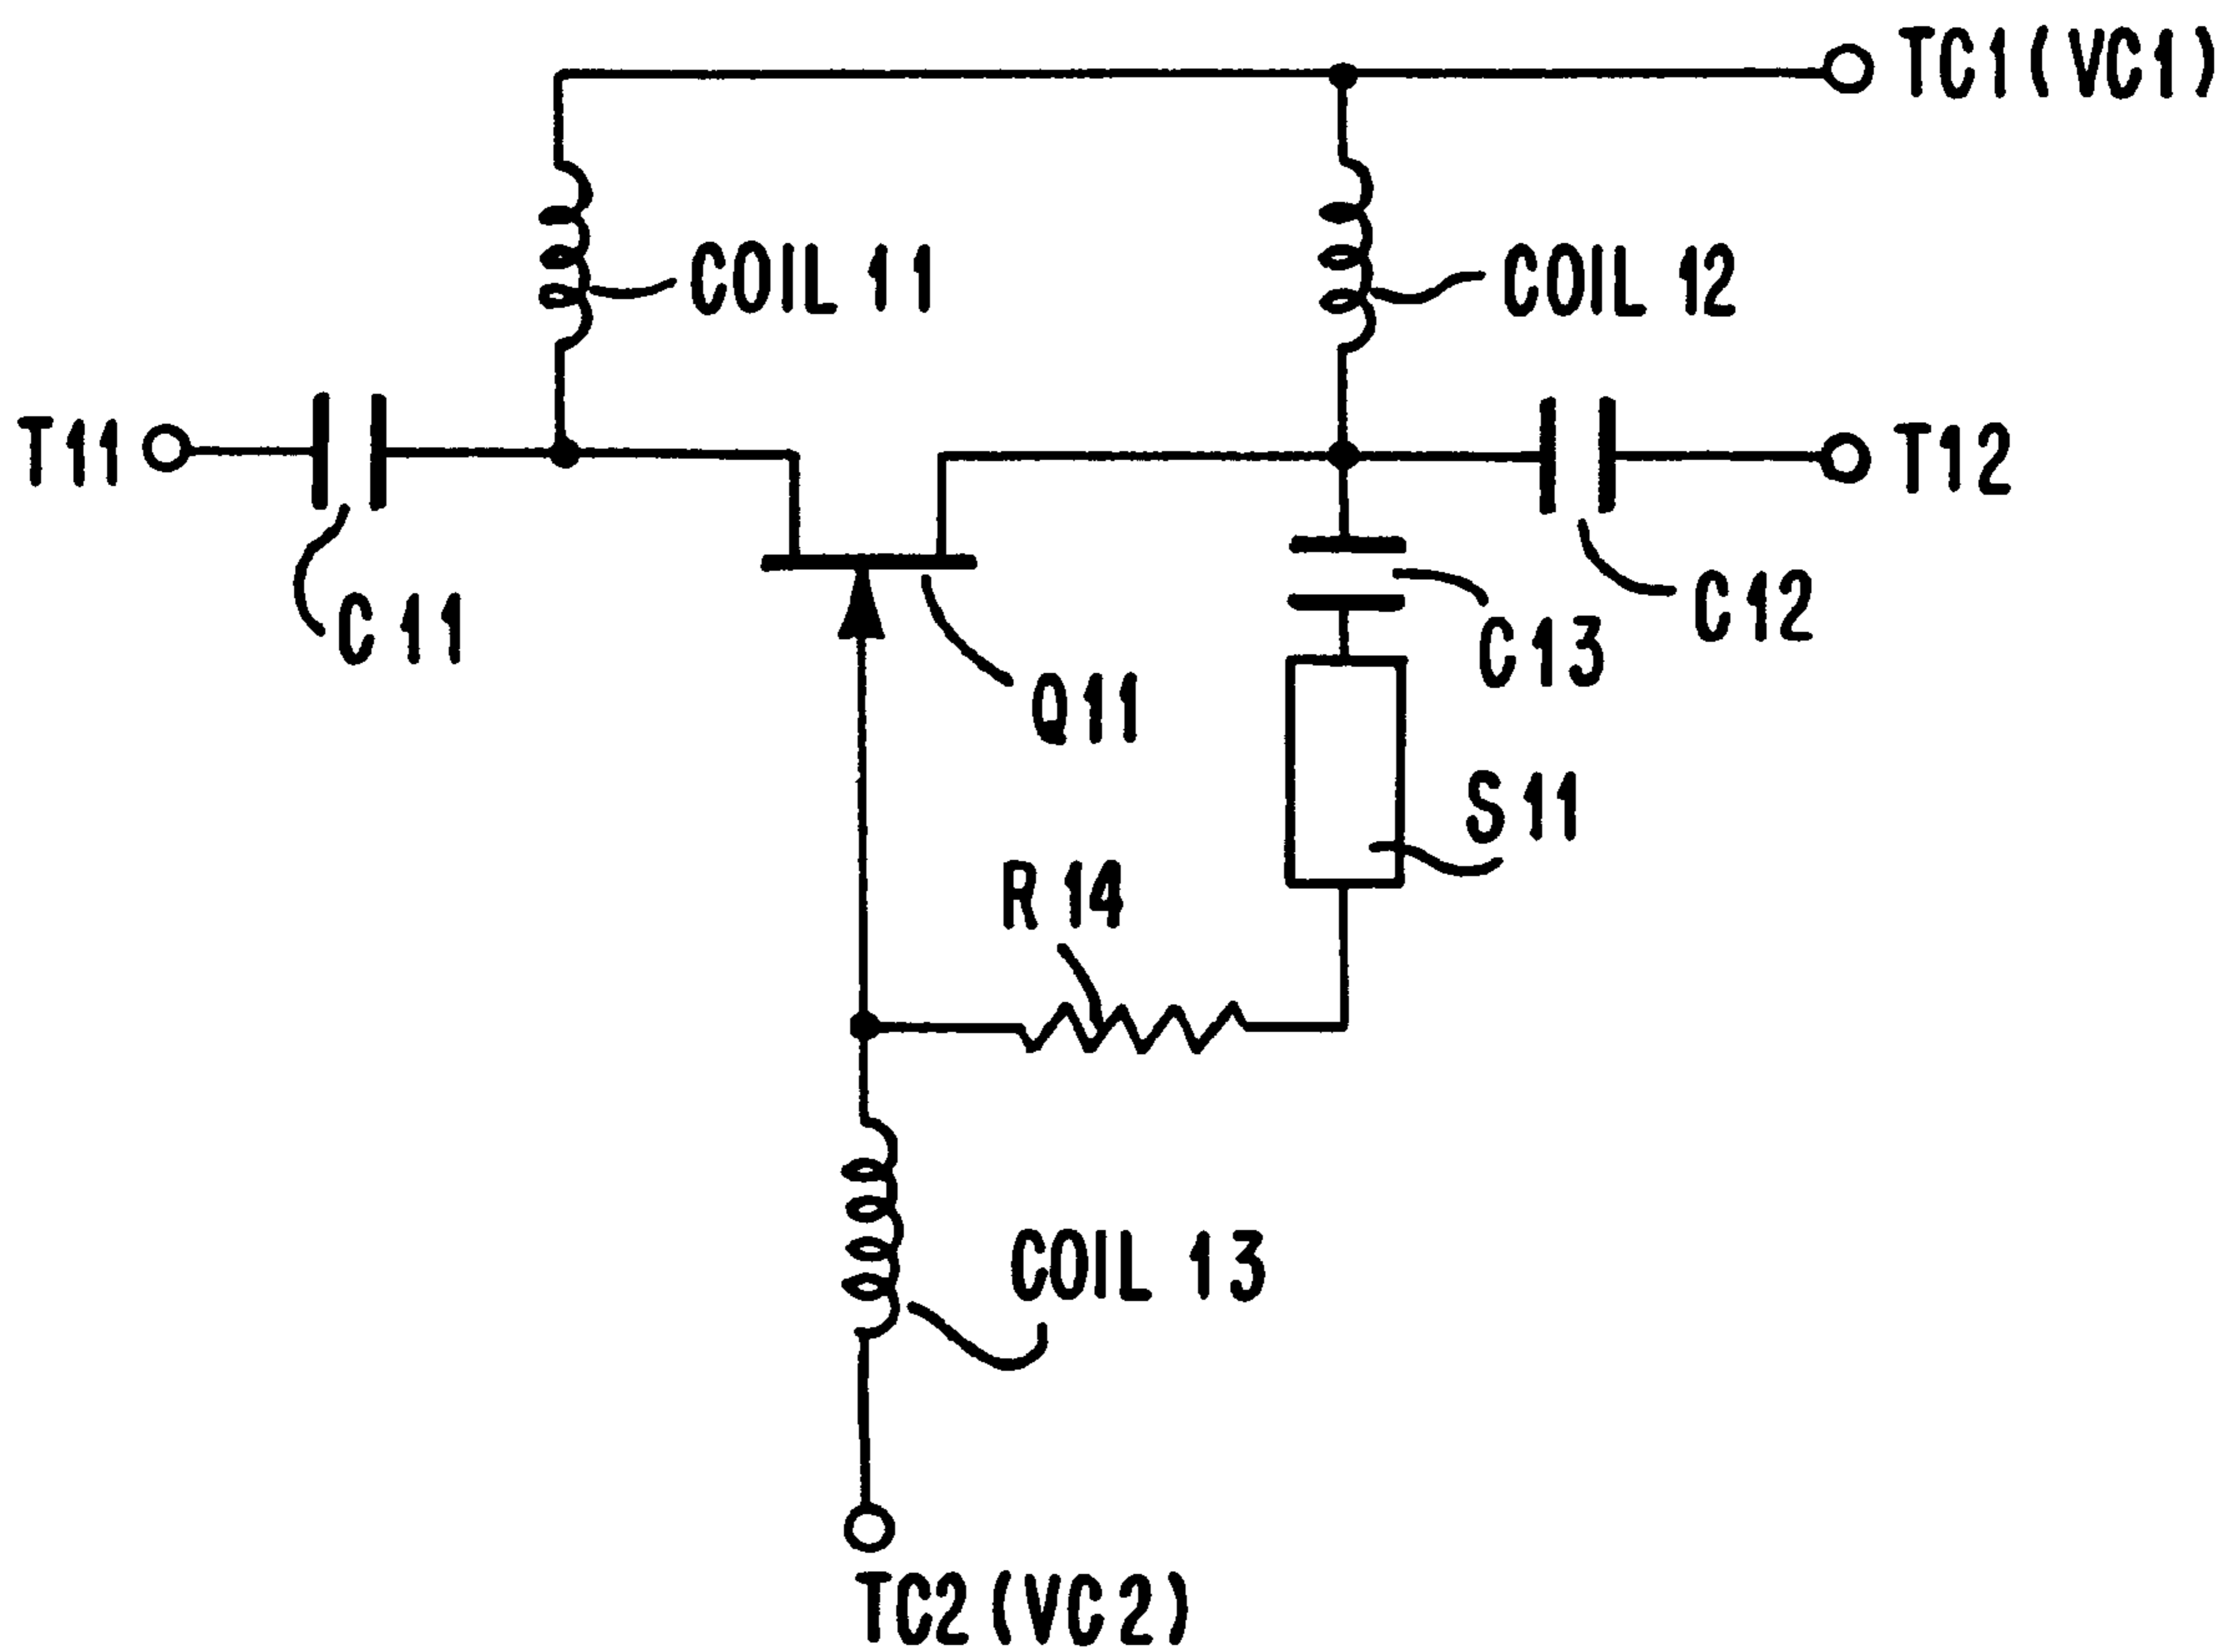 TC1(VC1)
COIL 11
COIL 12
T11
T12
C11
C12
C13
Q11
S11
R14
COIL 13
TC2(VC2)